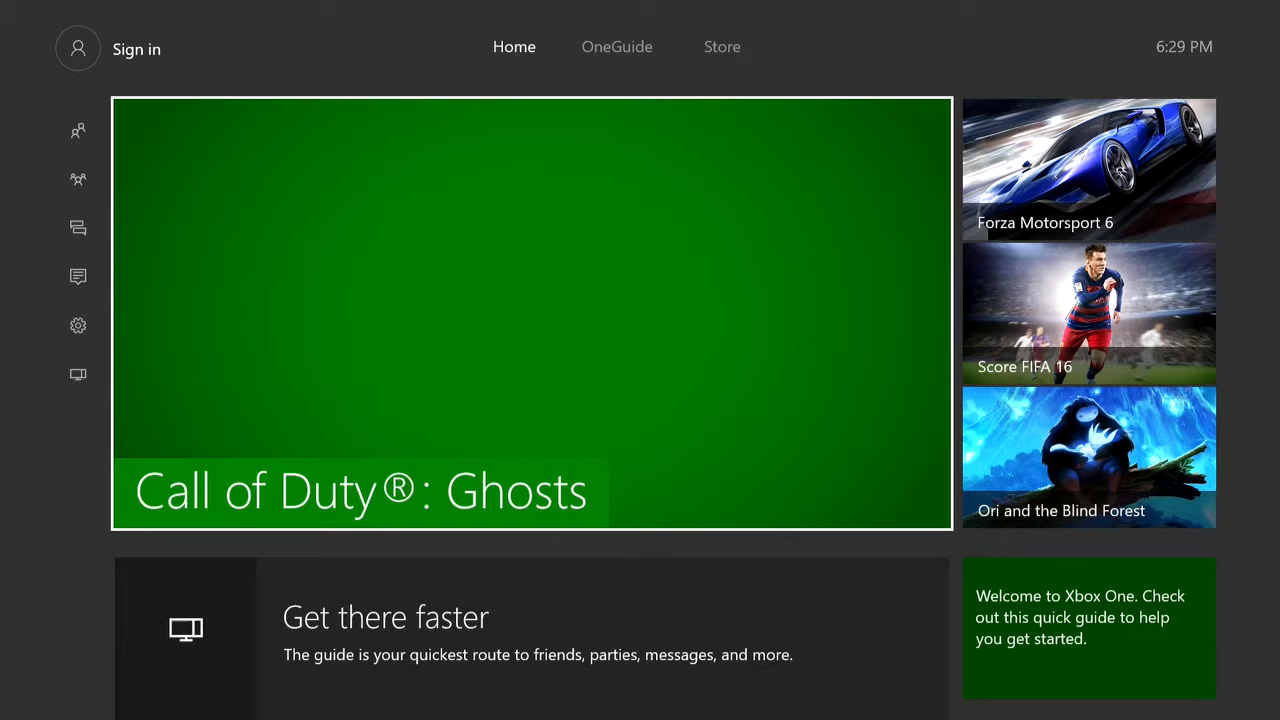 Sign in
Home
OneGuide
Store
6:29 PM
Call of Duty®: Ghosts
Forza Motorsport 6
Score FIFA 16
Ori and the Blind Forest
Get there faster
The guide is your quickest route to friends, parties, messages, and more.
Welcome to Xbox One. Check
out this quick guide to help
you get started.